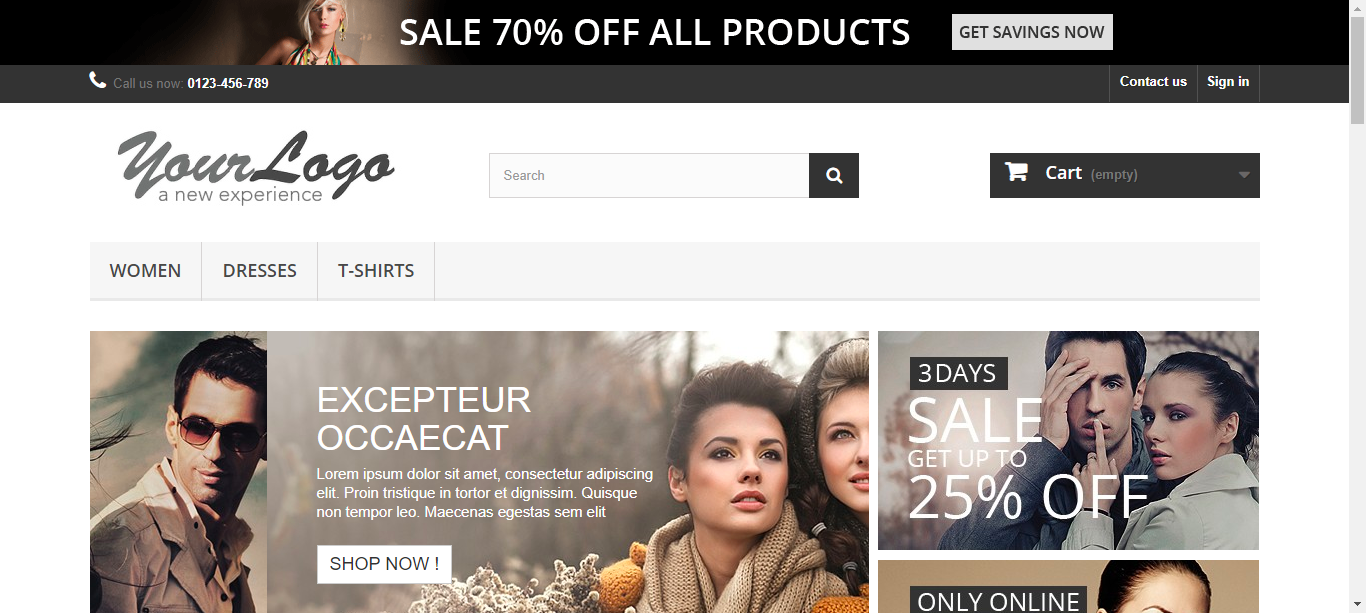 SALE 70% OFF ALL PRODUCTS
GET SAVINGS NOW
Call us now: 0123-456-789
Contact us
Sign in
YourLogo
a new experience
Search
Cart (empty)
WOMEN
DRESSES
T-SHIRTS
EXCEPTEUR
OCCAECAT
Lorem ipsum dolor sit amet, consectetur adipiscing
elit. Proin tristique in tortor et dignissim. Quisque
non tempor leo. Maecenas egestas sem elit
SHOP NOW !
3 DAYS
SALE
GET UP TO
25% OFF
ONLY ONLINE